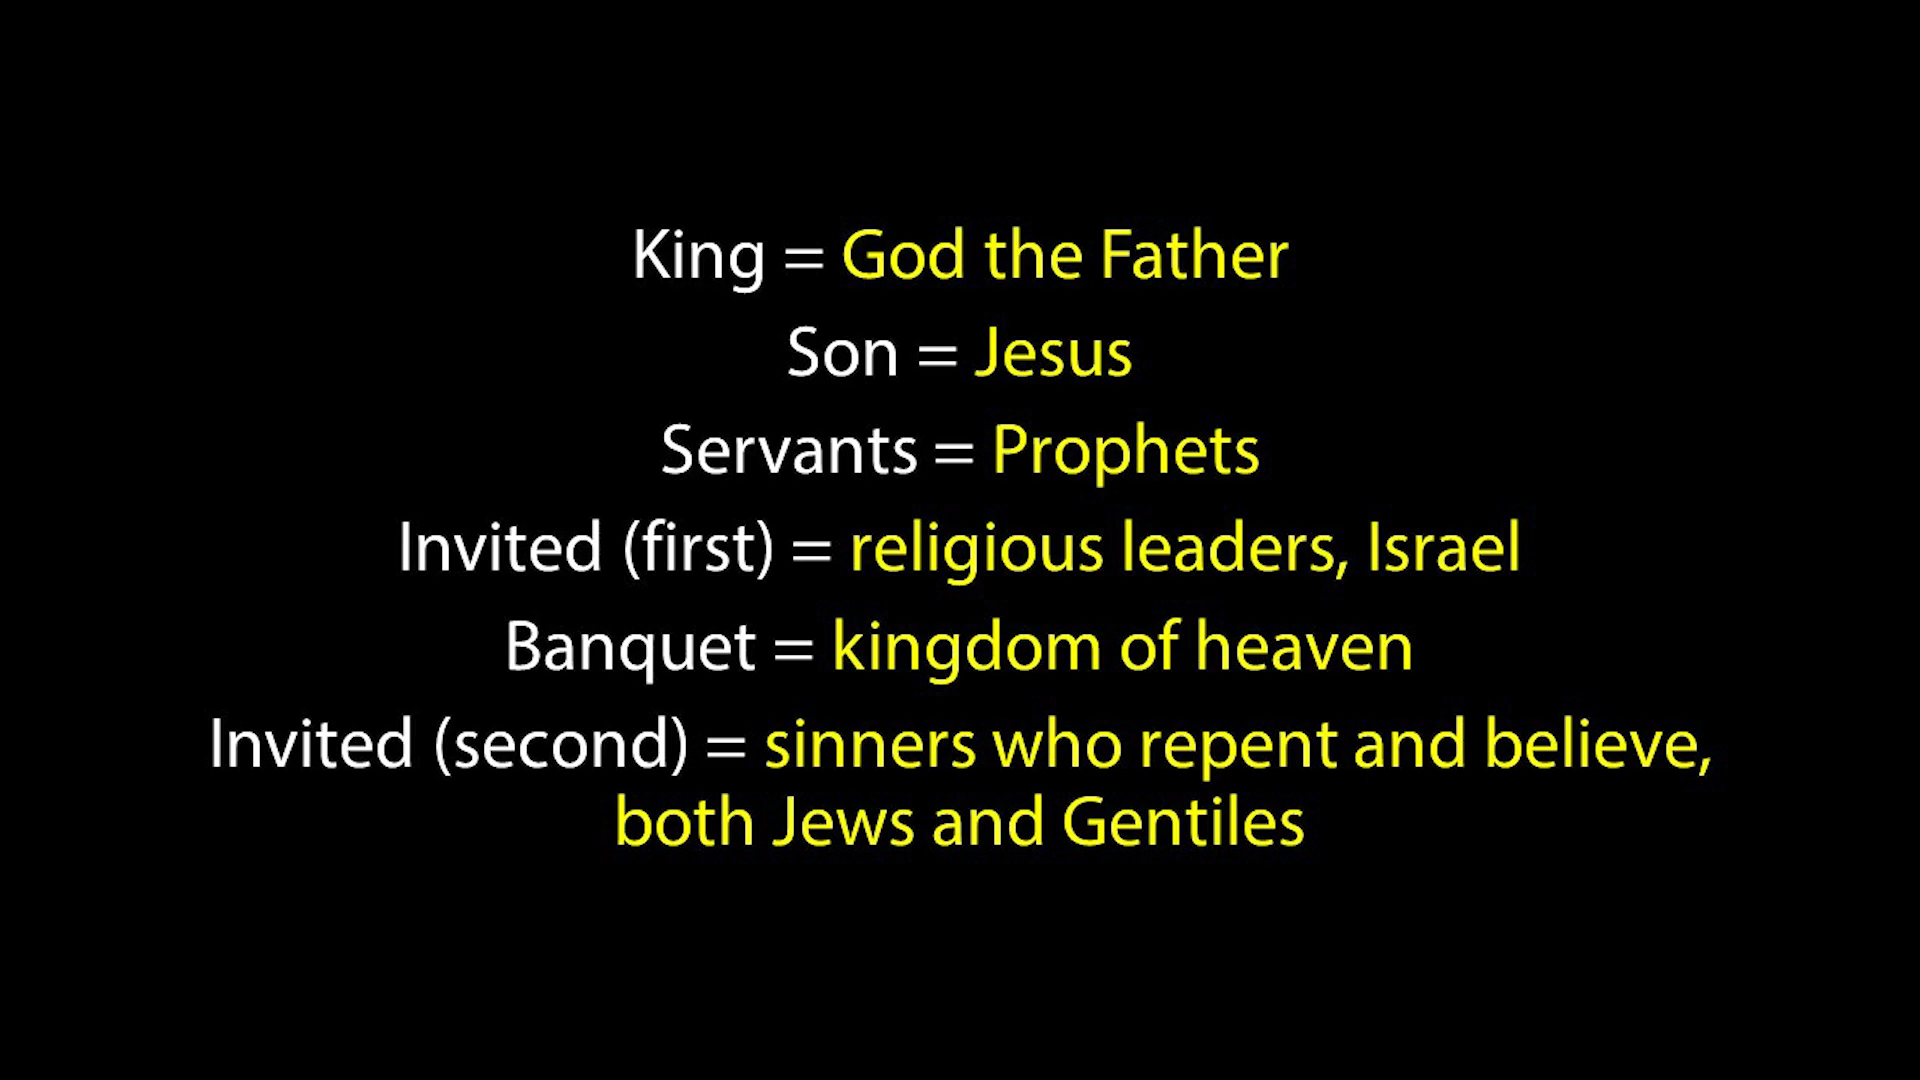 King = God the Father
Son = Jesus
Servants = Prophets
Invited (first) = religious leaders, Israel
Banquet = kingdom of heaven
Invited (second) = sinners who repent and believe,
both Jews and Gentiles